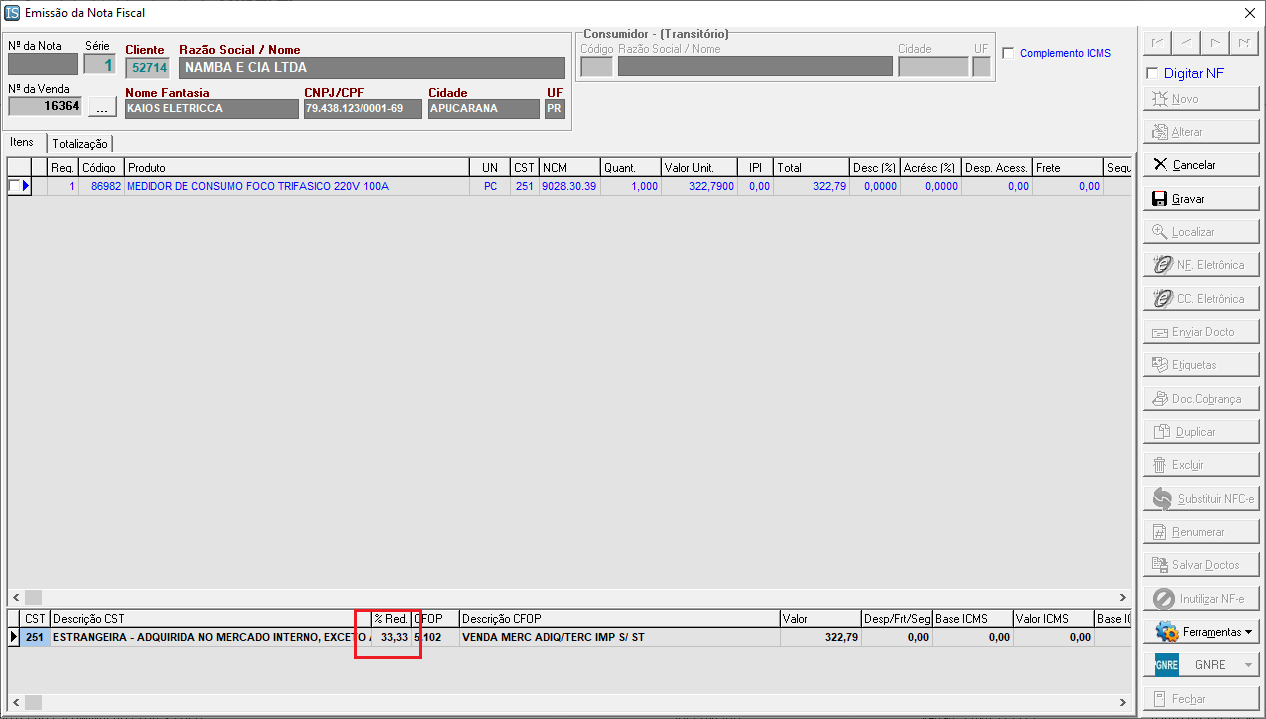 IS Emissão da Nota Fiscal
Nº da Nota Série Cliente Razão Social / Nome
1 52714 NAMBA E CIA LTDA
Nº da Venda Nome Fantasia CNPJ/CPF Cidade UF
16364 ... KAIOS ELETRICCA 79.438.123/0001-69 APUCARANA PR
Consumidor - (Transitório)
Código Razão Social / Nome Cidade UF
Complemento ICMS
Itens Totalização
Reg. Código Produto UN CST NCM Quant. Valor Unit. IPI Total Desc (%) Acrésc (%) Desp. Acess. Frete Segu
1 86982 MEDIDOR DE CONSUMO FOCO TRIFASICO 220V 100A PC 251 9028.30.39 1,000 322,7900 0,00 322,79 0,0000 0,0000 0,00 0,00
CST Descrição CST % Red. CFOP Descrição CFOP Valor Desp/Frt/Seg Base ICMS Valor ICMS Base IC
251 ESTRANGEIRA - ADQUIRIDA NO MERCADO INTERNO, EXCETO 33,33 5.102 VENDA MERC ADIQ/TERC IMP S/ ST 322,79 0,00 0,00 0,00
Digitar NF
Novo
Alterar
Cancelar
Gravar
Localizar
NF. Eletrônica
CC. Eletrônica
Enviar Docto
Etiquetas
Doc.Cobrança
Duplicar
Excluir
Substituir NFC-e
Renumerar
Salvar Doctos
Inutilizar NF-e
Ferramentas
GNRE GNRE
Fechar